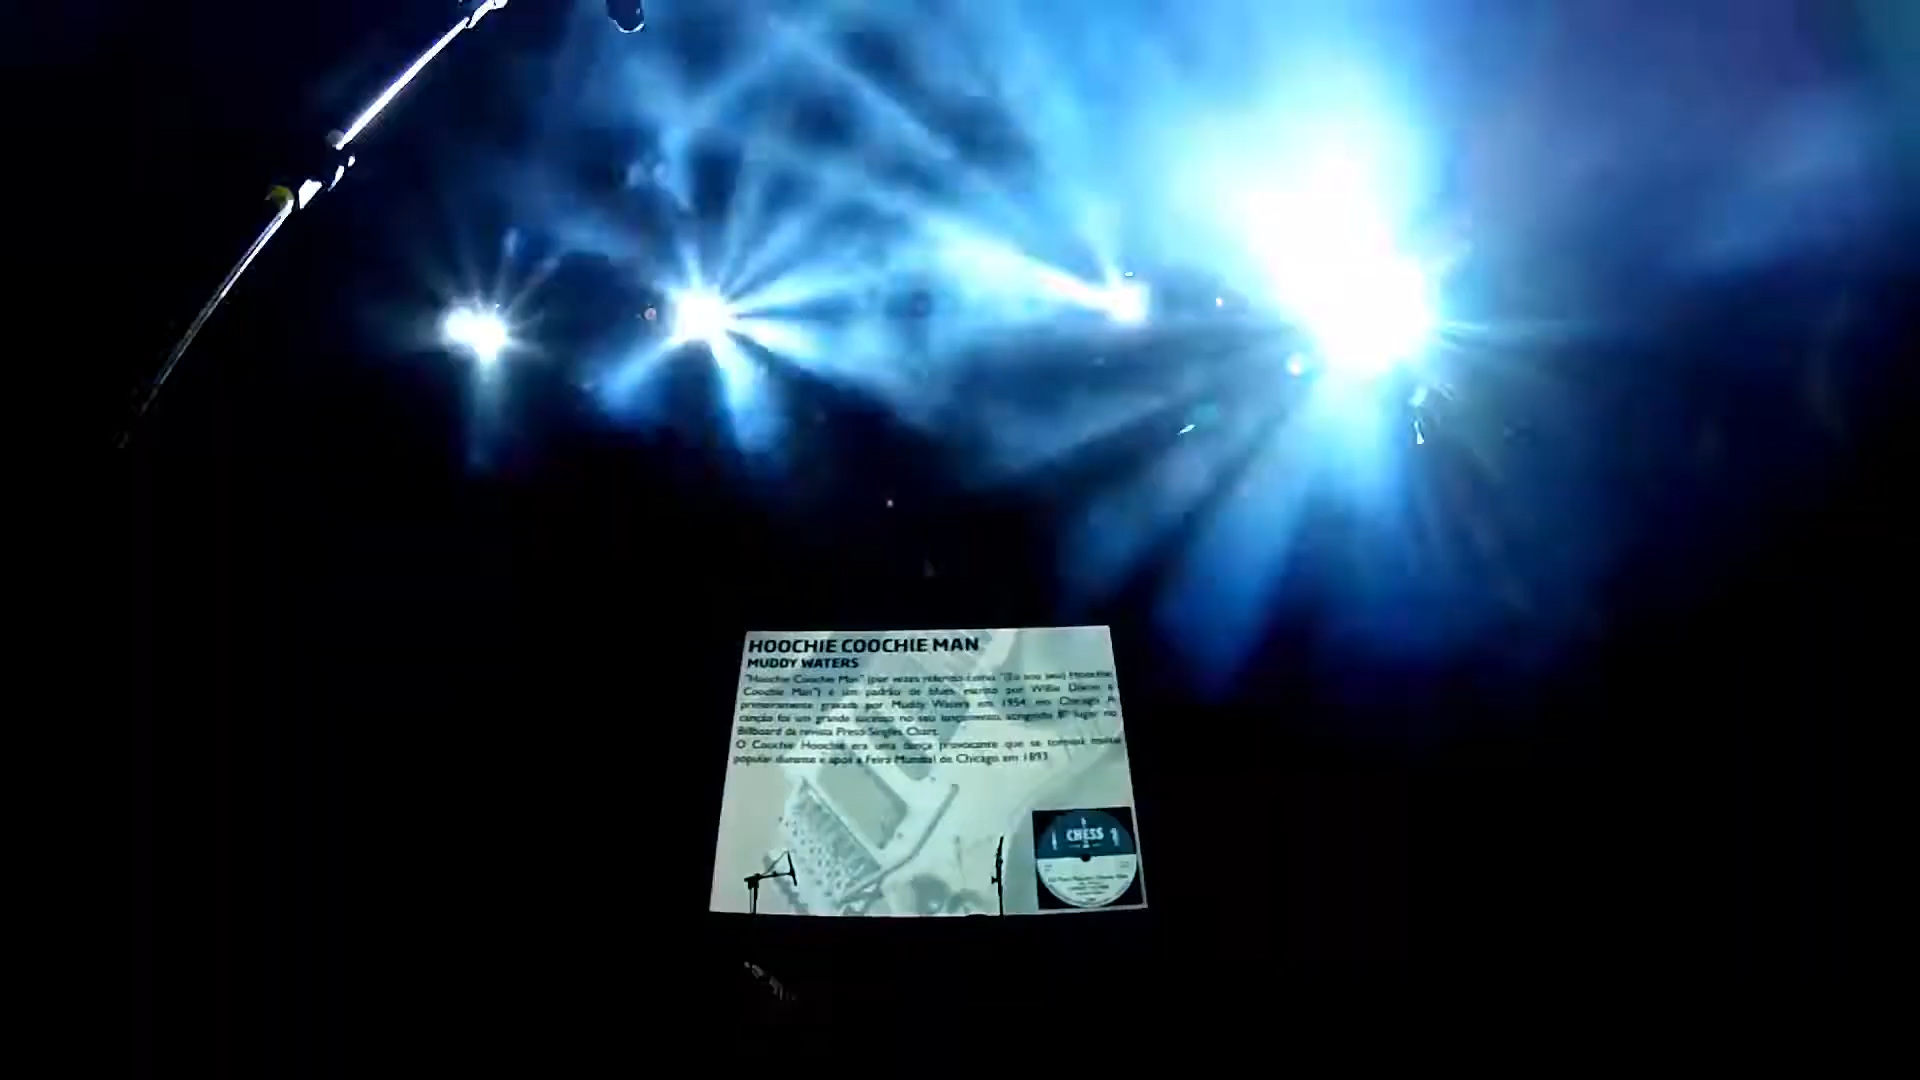 HOOCHIE COOCHIE MAN
MUDDY WATERS
"Hoochie Coochie Man" (por vezes referido como "(Eu sou seu) Hoochie
Coochie Man") é um padrão de blues escrito por Willie Dixon e
primeiramente gravada por Muddy Waters em 1954 em Chicago. A
canção foi um grande sucesso no seu lançamento, atingindo 8º lugar no
Billboard da revista Press Singles Chart.
O Coochie Hoochie era uma dança provocante que se tornou muito
popular durante e após a Feira Mundial de Chicago em 1893
CHESS